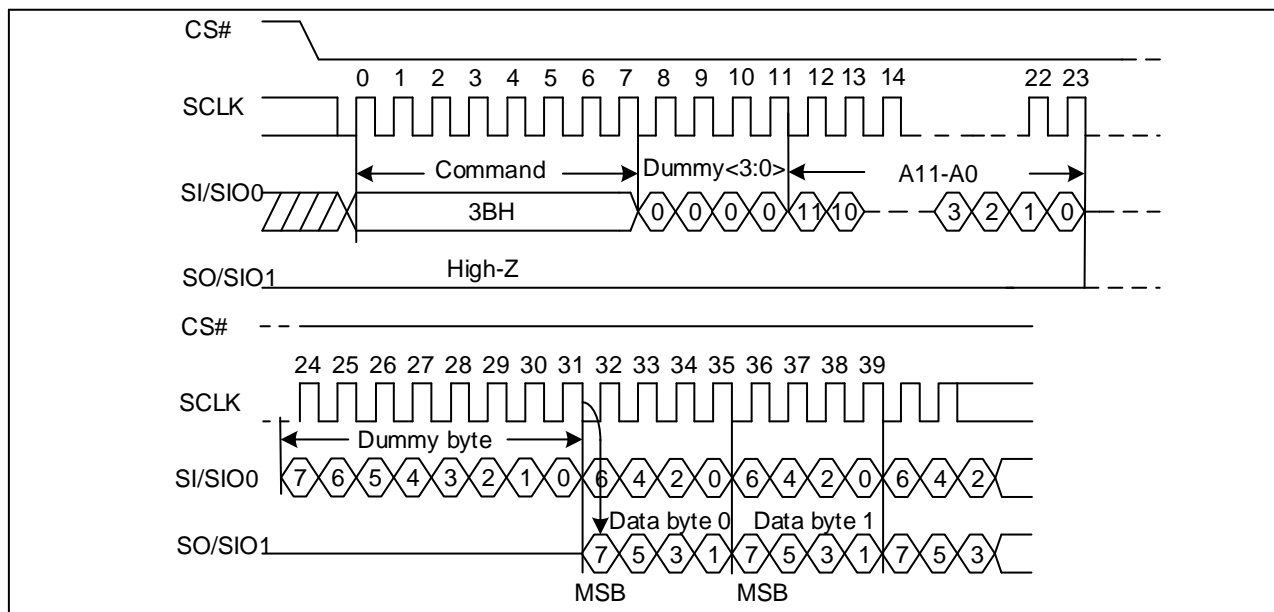 CS#
0 1 2 3 4 5 6 7 8 9 10 11 12 13 14 22 23
SCLK
Command Dummy<3:0> A11-A0
SI/SIO0 3BH 0 0 0 0 11 10 3 2 1 0
High-Z
SO/SIO1
CS#
24 25 26 27 28 29 30 31 32 33 34 35 36 37 38 39
SCLK
Dummy byte
SI/SIO0 7 6 5 4 3 2 1 0 6 4 2 0 6 4 2 0 6 4 2
Data byte 0 Data byte 1
SO/SIO1 7 5 3 1 7 5 3 1 7 5 3
MSB MSB